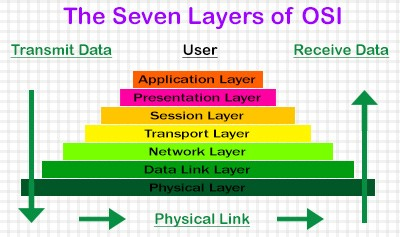 The Seven Layers of OSI
Transmit Data
User
Receive Data
Application Layer
Presentation Layer
Session Layer
Transport Layer
Network Layer
Data Link Layer
Physical Layer
Physical Link